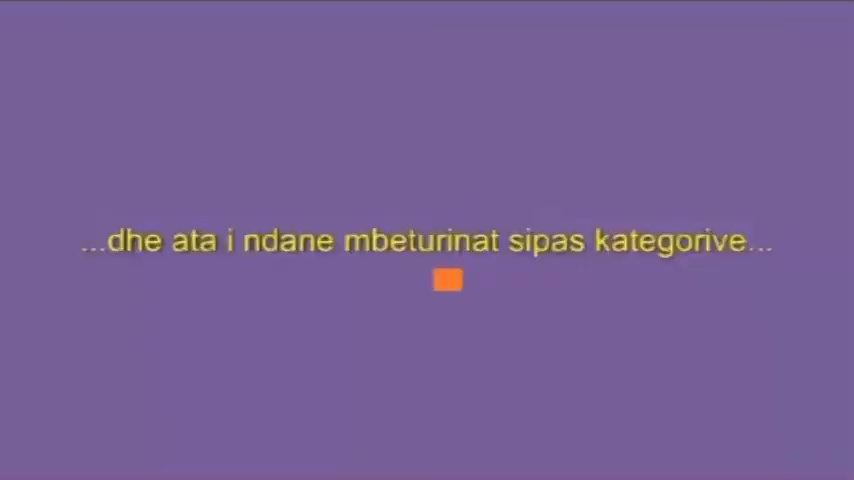 ...dhe ata i ndane mbeturinat sipas kategorive...